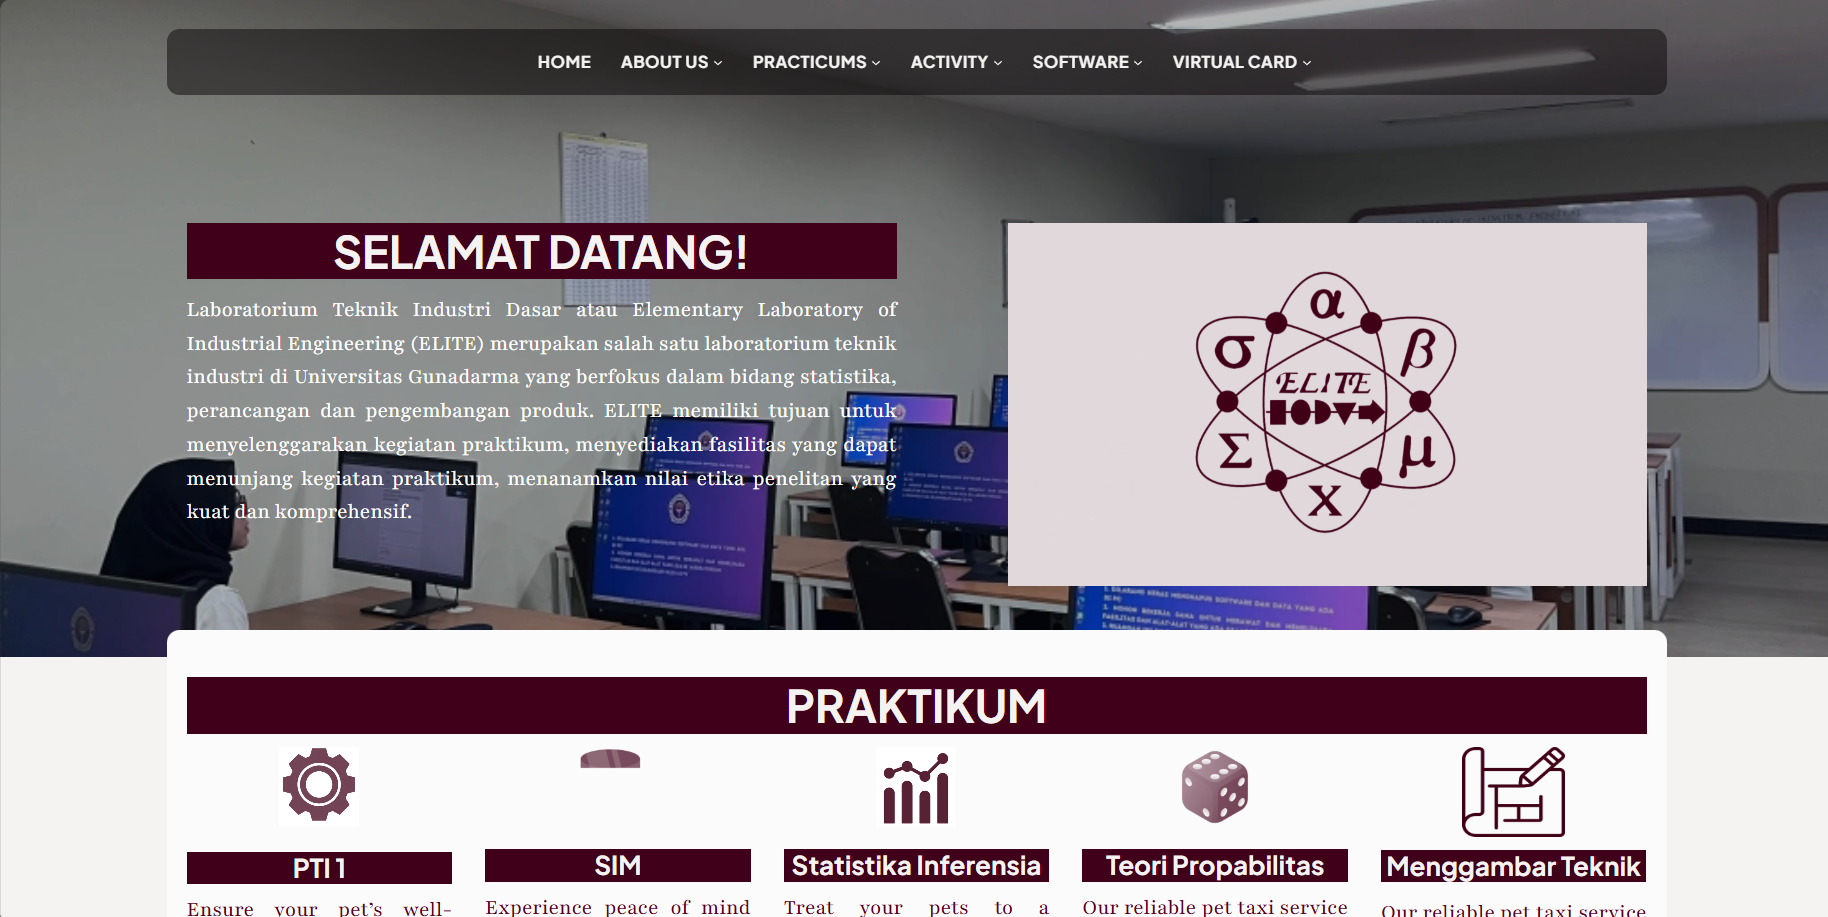 HOME ABOUT US PRACTICUMS ACTIVITY SOFTWARE VIRTUAL CARD
SELAMAT DATANG!
Laboratorium Teknik Industri Dasar atau Elementary Laboratory of
Industrial Engineering (ELITE) merupakan salah satu laboratorium teknik
industri di Universitas Gunadarma yang berfokus dalam bidang statistika,
perancangan dan pengembangan produk. ELITE memiliki tujuan untuk
menyelenggarakan kegiatan praktikum, menyediakan fasilitas yang dapat
menunjang kegiatan praktikum, menanamkan nilai etika penelitan yang
kuat dan komprehensif.
α
σ β
ELITE
Σ μ
X
PRAKTIKUM
PTI 1
SIM
Statistika Inferensia
Teori Propabilitas
Menggambar Teknik
Ensure your pet's well-
Experience peace of mind
Treat your pets to a
Our reliable pet taxi service
Our reliable pet taxi service